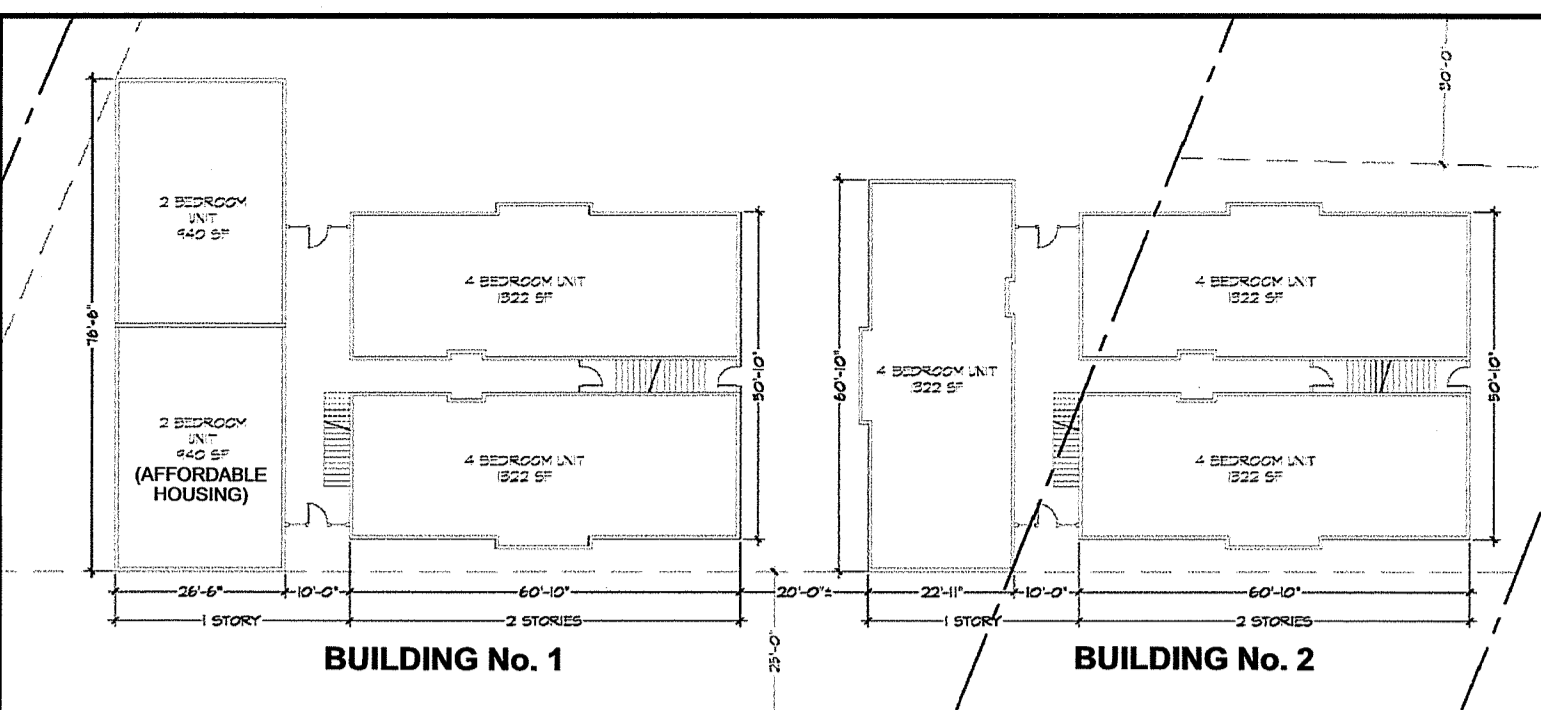 2 BEDROOM
UNIT
940 SF
2 BEDROOM
UNIT
940 SF
(AFFORDABLE
HOUSING)
76'-6"
4 BEDROOM UNIT
1322 SF
4 BEDROOM UNIT
1322 SF
50'-10"
26'-6"
10'-0"
60'-10"
20'-0"±
1 STORY
2 STORIES
BUILDING No. 1
25'-0"
60'-10"
4 BEDROOM UNIT
1322 SF
4 BEDROOM UNIT
1322 SF
4 BEDROOM UNIT
1322 SF
50'-10"
22'-11"
10'-0"
60'-10"
1 STORY
2 STORIES
BUILDING No. 2